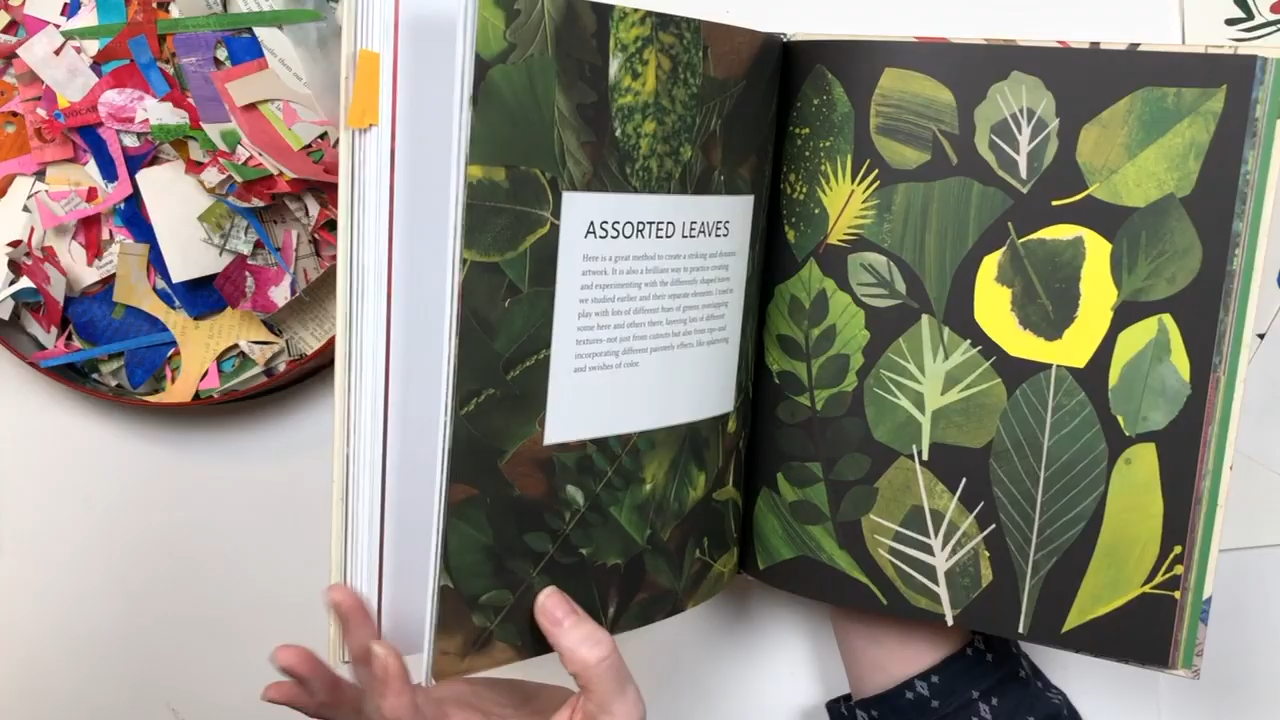 ASSORTED LEAVES
Here is a great method to create a striking and dynamic
artwork. It is also a brilliant way to practice creating
and experimenting with the differently shaped leaves
we studied earlier and their separate elements. I tried to
play with lots of different hues of green, overlapping
some here and others there, layering lots of different
textures–not just from cutouts but also from rips–and
incorporating different painterly effects, like splattering
and swishes of color.
VOCAB